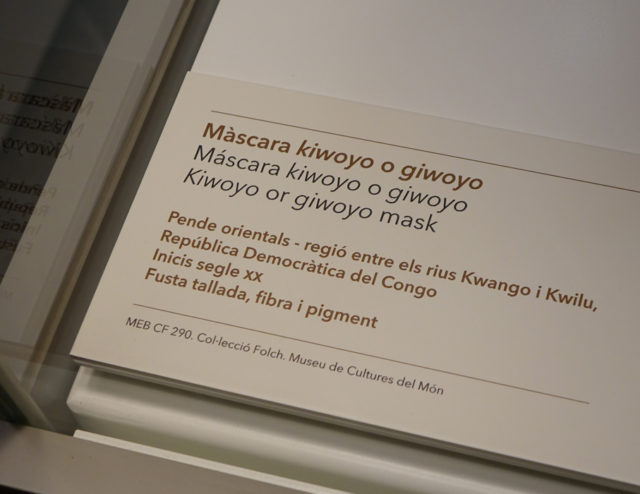 Màscara kiwoyo o giwoyo
Máscara kiwoyo o giwoyo
Kiwoyo or giwoyo mask
Pende orientals - regió entre els rius Kwango i Kwilu,
República Democràtica del Congo
Inicis segle XX
Fusta tallada, fibra i pigment
MEB CF 290. Col·lecció Folch. Museu de Cultures del Món